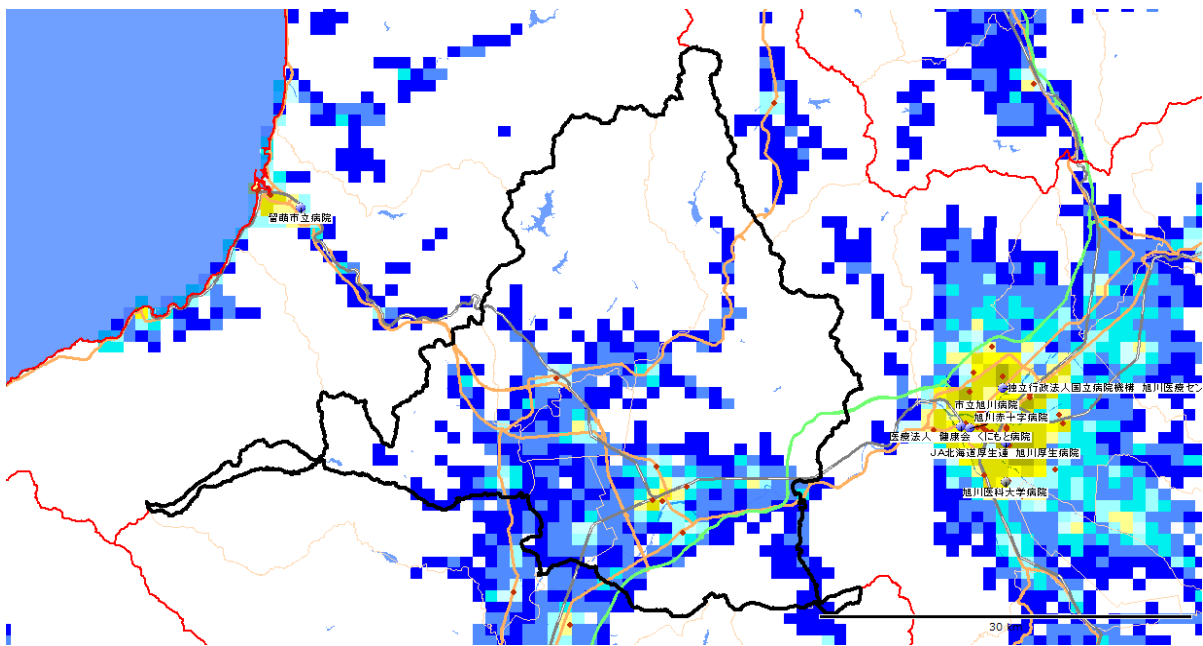 留萌市立病院
独立行政法人国立病院機構 旭川医療セン
市立旭川病院
旭川赤十字病院
医療法人 健康会 くにもと病院
JA北海道厚生連 旭川厚生病院
旭川医科大学病院
30